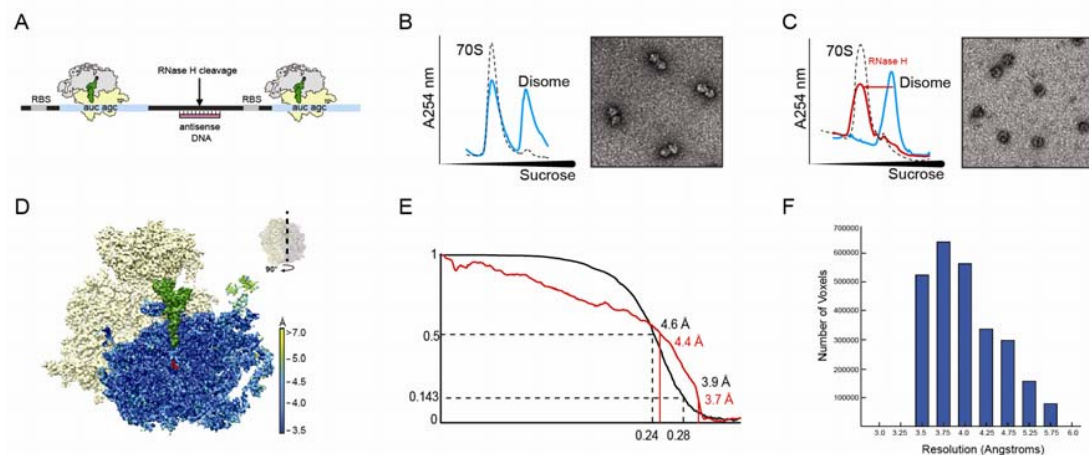 A
RNase H cleavage
RBS
auc agc
RBS
auc agc
antisense
DNA
B
A254 nm
70S
Disome
Sucrose
C
A254 nm
70S
RNase H
Disome
Sucrose
D
90°
Å
>7.0
5.0
4.5
4.0
3.5
E
1
0.5
0.143
0
4.6 Å
4.4 Å
3.9 Å
3.7 Å
0.24
0.28
F
Number of Voxels
700000
600000
500000
400000
300000
200000
100000
3.0
3.25
3.5
3.75
4.0
4.25
4.75
5.25
5.75
6.0
Resolution (Angstroms)